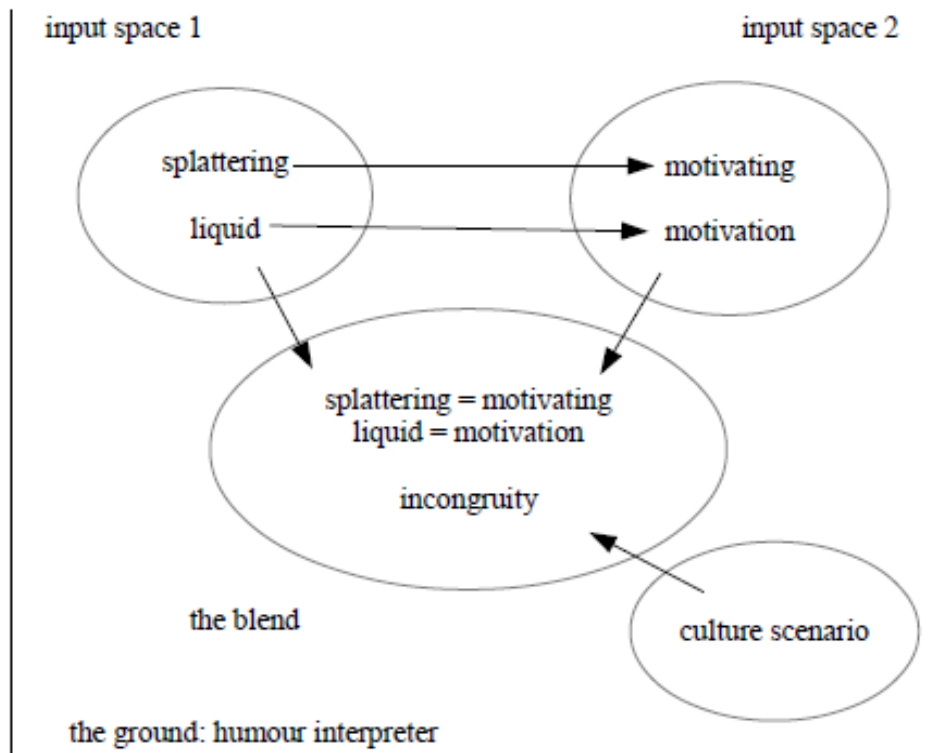 input space 1
input space 2
splattering
motivating
liquid
motivation
splattering = motivating
liquid = motivation
incongruity
the blend
culture scenario
the ground: humour interpreter